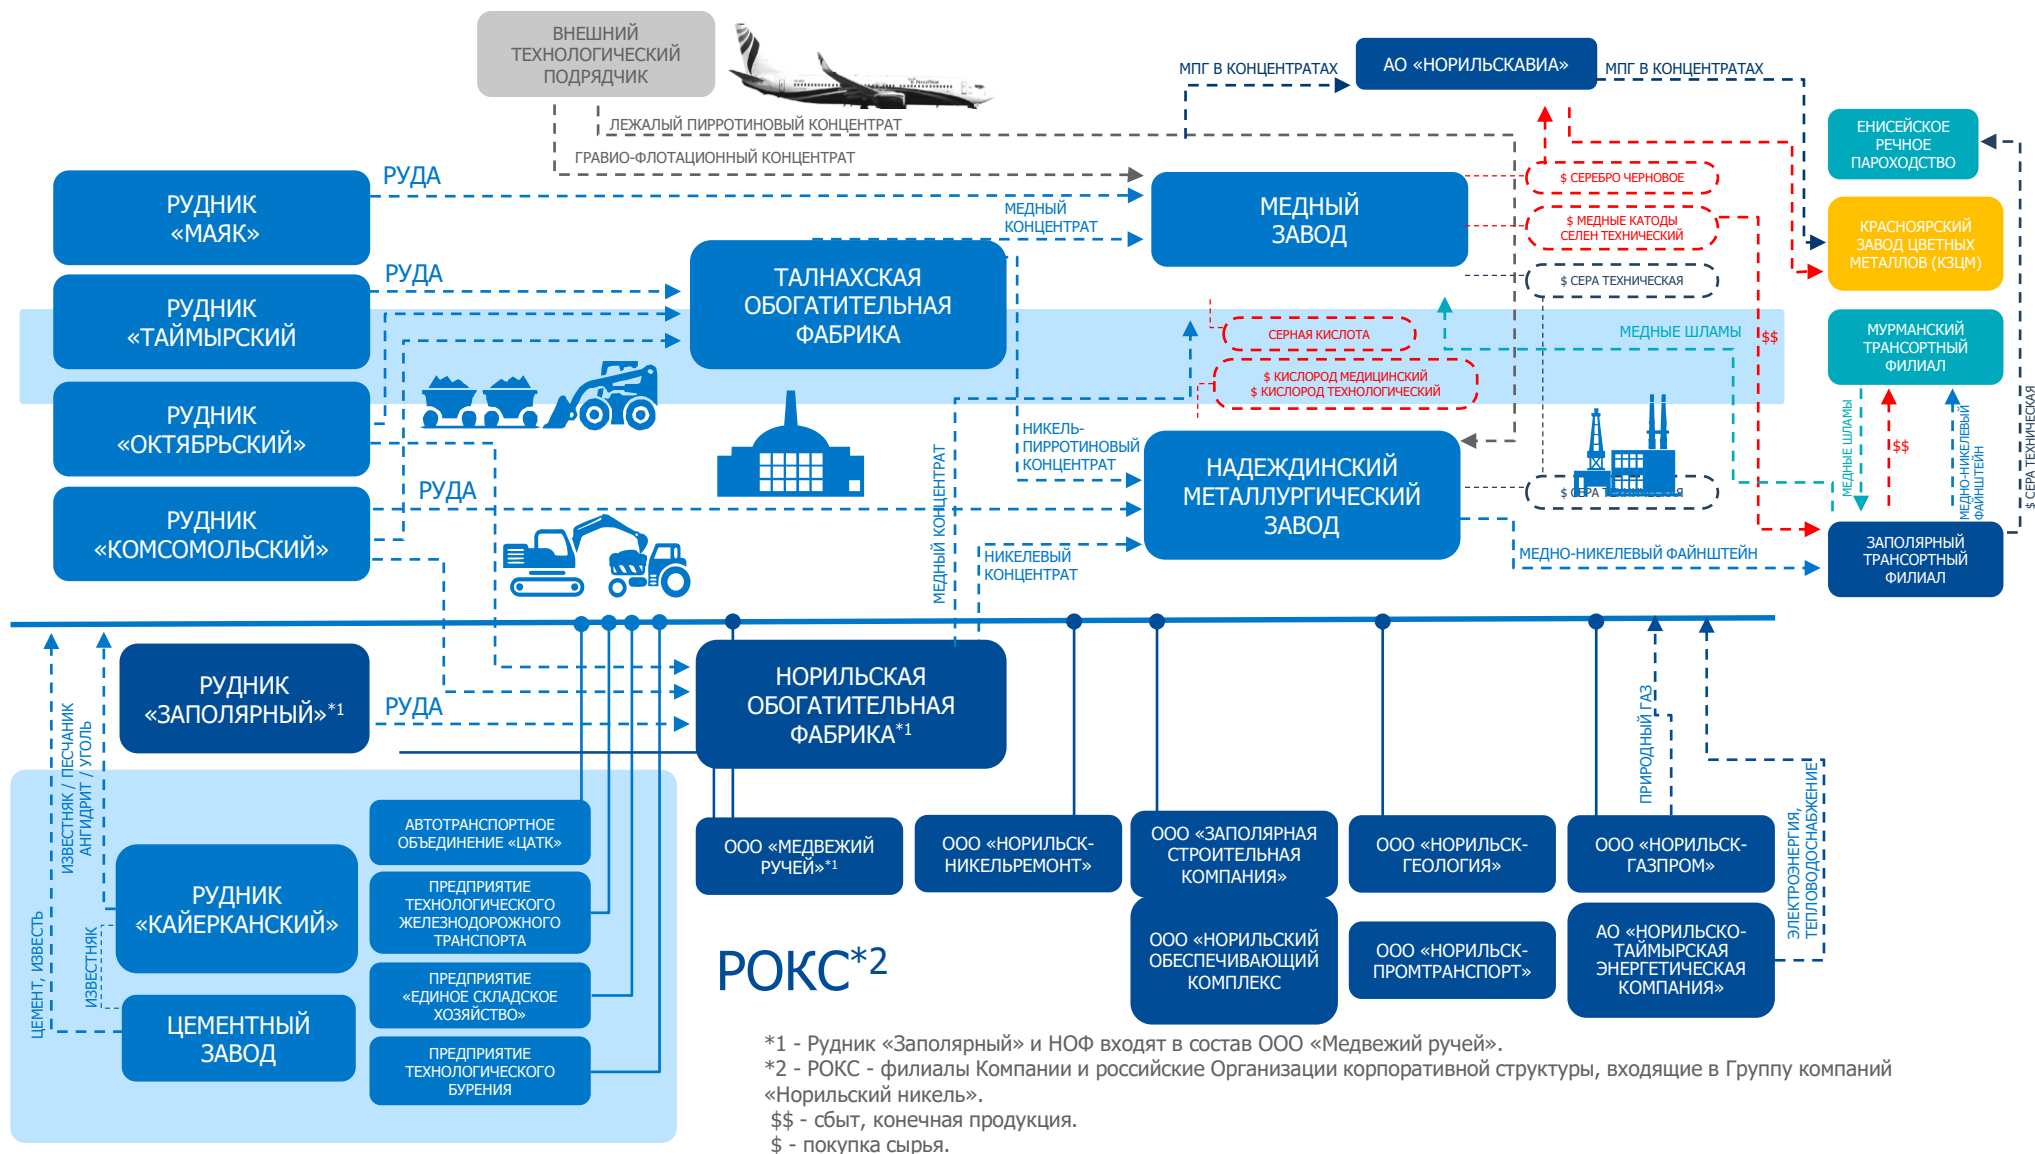 ВНЕШНИЙ
ТЕХНОЛОГИЧЕСКИЙ
ПОДРЯДЧИК
МПГ В КОНЦЕНТРАТАХ
АО «НОРИЛЬСКАВИА»
МПГ В КОНЦЕНТРАТАХ
ЛЕЖАЛЫЙ ПИРРОТИНОВЫЙ КОНЦЕНТРАТ
ГРАВИО-ФЛОТАЦИОННЫЙ КОНЦЕНТРАТ
ЕНИСЕЙСКОЕ
РЕЧНОЕ
ПАРОХОДСТВО
РУДНИК
«МАЯК»
РУДА
МЕДНЫЙ
КОНЦЕНТРАТ
МЕДНЫЙ
ЗАВОД
$ СЕРЕБРО ЧЕРНОВОЕ
$ МЕДНЫЕ КАТОДЫ
СЕЛЕН ТЕХНИЧЕСКИЙ
$ СЕРА ТЕХНИЧЕСКАЯ
КРАСНОЯРСКИЙ
ЗАВОД ЦВЕТНЫХ
МЕТАЛЛОВ (КЗЦМ)
РУДНИК
«ТАЙМЫРСКИЙ
РУДА
ТАЛНАХСКАЯ
ОБОГАТИТЕЛЬНАЯ
ФАБРИКА
СЕРНАЯ КИСЛОТА
МЕДНЫЕ ШЛАМЫ
$$
МУРМАНСКИЙ
ТРАНСОРТНЫЙ
ФИЛИАЛ
$ КИСЛОРОД МЕДИЦИНСКИЙ
$ КИСЛОРОД ТЕХНОЛОГИЧЕСКИЙ
РУДНИК
«ОКТЯБРЬСКИЙ»
НИКЕЛЬ-
ПИРРОТИНОВЫЙ
КОНЦЕНТРАТ
НАДЕЖДИНСКИЙ
МЕТАЛЛУРГИЧЕСКИЙ
ЗАВОД
$ СЕРА ТЕХНИЧЕСКАЯ
МЕДНЫЕ ШЛАМЫ
$$
МЕДНО-НИКЕЛЕВЫЙ
ФАЙНШТЕЙН
$ СЕРА ТЕХНИЧЕСКАЯ
РУДНИК
«КОМСОМОЛЬСКИЙ»
РУДА
МЕДНЫЙ КОНЦЕНТРАТ
НИКЕЛЕВЫЙ
КОНЦЕНТРАТ
МЕДНО-НИКЕЛЕВЫЙ ФАЙНШТЕЙН
ЗАПОЛЯРНЫЙ
ТРАНСОРТНЫЙ
ФИЛИАЛ
РУДНИК
«ЗАПОЛЯРНЫЙ»*1
РУДА
НОРИЛЬСКАЯ
ОБОГАТИТЕЛЬНАЯ
ФАБРИКА*1
ПРИРОДНЫЙ ГАЗ
ЭЛЕКТРОЭНЕРГИЯ,
ТЕПЛОВОДОСНАБЖЕНИЕ
ЦЕМЕНТ, ИЗВЕСТЬ
ИЗВЕСТНЯК / ПЕСЧАНИК
АНГИДРИТ / УГОЛЬ
ИЗВЕСТНЯК
РУДНИК
«КАЙЕРКАНСКИЙ»
ЦЕМЕНТНЫЙ
ЗАВОД
АВТОТРАНСПОРТНОЕ
ОБЪЕДИНЕНИЕ «ЦАТК»
ПРЕДПРИЯТИЕ
ТЕХНОЛОГИЧЕСКОГО
ЖЕЛЕЗНОДОРОЖНОГО
ТРАНСПОРТА
ПРЕДПРИЯТИЕ
«ЕДИНОЕ СКЛАДСКОЕ
ХОЗЯЙСТВО»
ПРЕДПРИЯТИЕ
ТЕХНОЛОГИЧЕСКОГО
БУРЕНИЯ
ООО «МЕДВЕЖИЙ
РУЧЕЙ»*1
ООО «НОРИЛЬСК-
НИКЕЛЬРЕМОНТ»
ООО «ЗАПОЛЯРНАЯ
СТРОИТЕЛЬНАЯ
КОМПАНИЯ»
ООО «НОРИЛЬСК-
ГЕОЛОГИЯ»
ООО «НОРИЛЬСК-
ГАЗПРОМ»
РОКС*2
ООО «НОРИЛЬСКИЙ
ОБЕСПЕЧИВАЮЩИЙ
КОМПЛЕКС
ООО «НОРИЛЬСК-
ПРОМТРАНСПОРТ»
АО «НОРИЛЬСКО-
ТАЙМЫРСКАЯ
ЭНЕРГЕТИЧЕСКАЯ
КОМПАНИЯ»
*1 - Рудник «Заполярный» и НОФ входят в состав ООО «Медвежий ручей».
*2 - РОКС - филиалы Компании и российские Организации корпоративной структуры, входящие в Группу компаний
«Норильский никель».
$$ - сбыт, конечная продукция.
$ - покупка сырья.